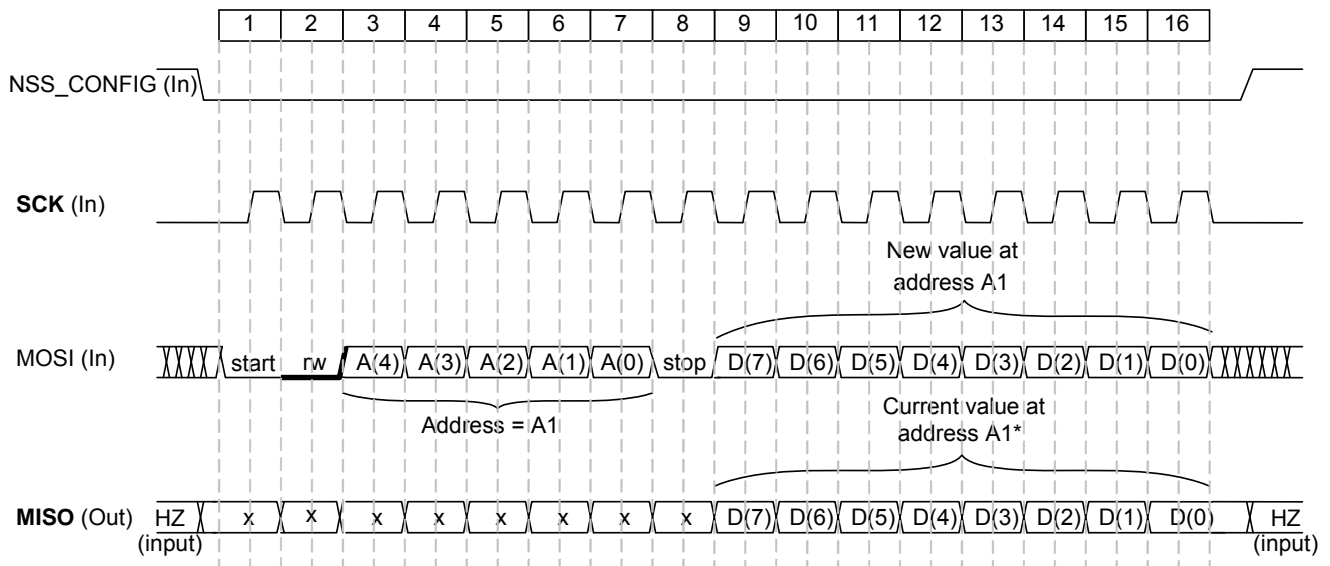 1 2 3 4 5 6 7 8 9 10 11 12 13 14 15 16
NSS_CONFIG (In)
SCK (In)
New value at
address A1
MOSI (In) start rw A(4) A(3) A(2) A(1) A(0) stop D(7) D(6) D(5) D(4) D(3) D(2) D(1) D(0)
Address = A1
Current value at
address A1*
MISO (Out) HZ x x x x x x x x D(7) D(6) D(5) D(4) D(3) D(2) D(1) D(0) HZ
(input) (input)